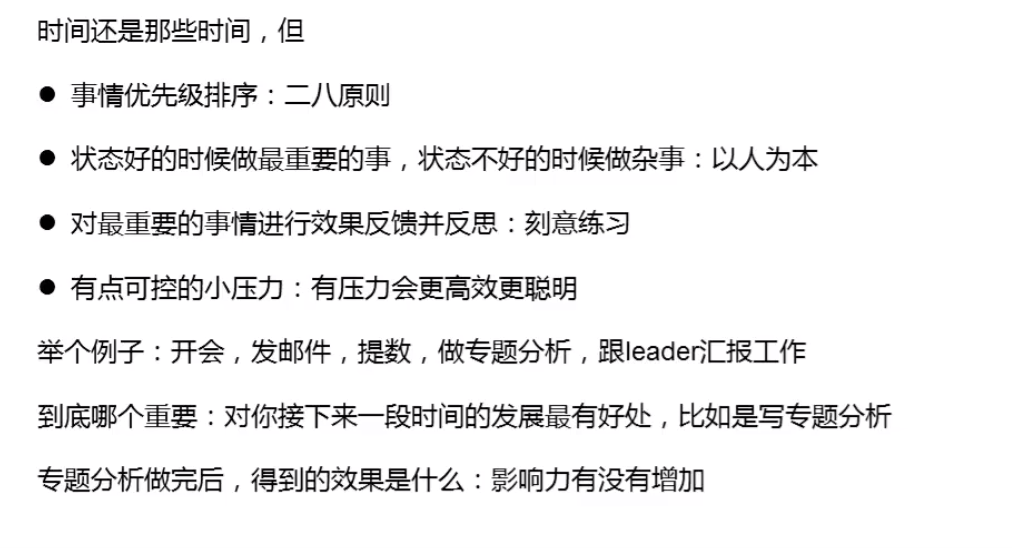 时间还是那些时间，但
● 事情优先级排序：二八原则
● 状态好的时候做最重要的事，状态不好的时候做杂事：以人为本
● 对最重要的事情进行效果反馈并反思：刻意练习
● 有点可控的小压力：有压力会更高效更聪明
举个例子：开会，发邮件，提数，做专题分析，跟leader汇报工作
到底哪个重要：对你接下来一段时间的发展最有好处，比如是写专题分析
专题分析做完后，得到的效果是什么：影响力有没有增加